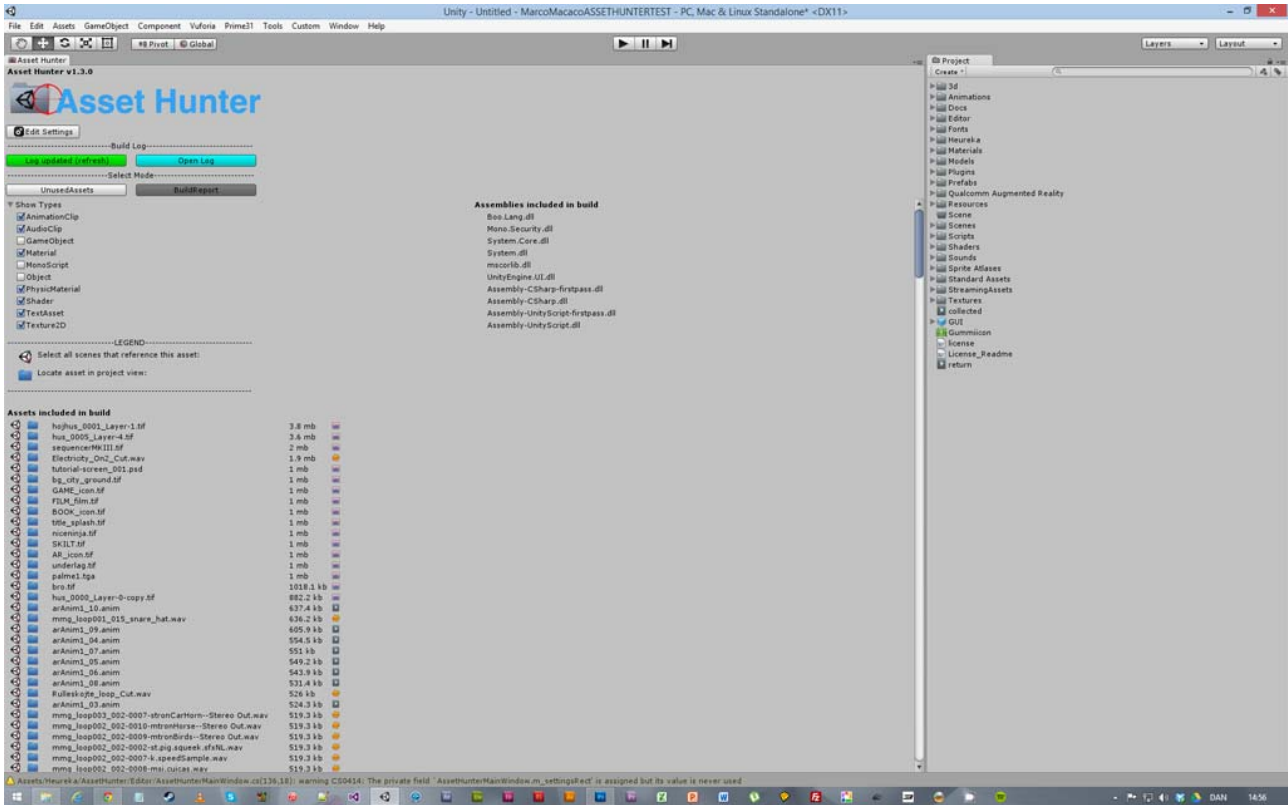 Unity - Untitled - MarcoMacacoASSETHUNTERTEST - PC, Mac & Linux Standalone* <DX11>
File Edit Assets GameObject Component Vuforia Prime31 Tools Custom Window Help
Pivot Global Layers Layout
Asset Hunter
Asset Hunter v1.3.0
Asset Hunter
Edit Settings
Build Log
Log updated (refresh) Open Log
Select Mode
UnusedAssets BuildReport
Show Types
AnimationClip
AudioClip
GameObject
Material
MonoScript
Object
PhysicMaterial
Shader
TextAsset
Texture2D
LEGEND
Select all scenes that reference this asset:
Locate asset in project view:
Assemblies included in build
Boo.Lang.dll
Mono.Security.dll
System.Core.dll
System.dll
mscorlib.dll
UnityEngine.UI.dll
Assembly-CSharp-firstpass.dll
Assembly-CSharp.dll
Assembly-UnityScript-firstpass.dll
Assembly-UnityScript.dll
Assets included in build
hojhus_0001_Layer-1.tif 3.8 mb
hus_0005_Layer-4.tif 3.6 mb
sequencerMKIII.tif 2 mb
Electricity_On2_Cut.wav 1.9 mb
tutorial-screen_001.psd 1 mb
bg_city_ground.tif 1 mb
GAME_icon.tif 1 mb
FILM_film.tif 1 mb
BOOK_icon.tif 1 mb
title_splash.tif 1 mb
niceninja.tif 1 mb
SKILT.tif 1 mb
AR_icon.tif 1 mb
underlag.tif 1 mb
palme1.tga 1 mb
bro.tif 1018.1 kb
hus_0000_Layer-0-copy.tif 882.2 kb
arAnim1_10.anim 637.4 kb
mmg_loop001_015_snare_hat.wav 636.2 kb
arAnim1_09.anim 605.9 kb
arAnim1_04.anim 554.5 kb
arAnim1_07.anim 551 kb
arAnim1_05.anim 549.2 kb
arAnim1_06.anim 543.9 kb
arAnim1_08.anim 531.4 kb
Rulleskojte_loop_Cut.wav 526 kb
arAnim1_03.anim 524.3 kb
mmg_loop003_002-0007-stronCarHorn--Stereo Out.wav 519.3 kb
mmg_loop002_002-0010-mtronHorse--Stereo Out.wav 519.3 kb
mmg_loop002_002-0009-mtronBirds--Stereo Out.wav 519.3 kb
mmg_loop002_002-0002-st.pig.squeek.sfxNL.wav 519.3 kb
mmg_loop002_002-0007-k.speedSample.wav 519.3 kb
mmg_loop002_002-0008-msi.cuicas.wav 519.3 kb
Project
Create
3d
Animations
Docs
Editor
Fonts
Heureka
Materials
Models
Plugins
Prefabs
Qualcomm Augmented Reality
Resources
Scene
Scenes
Scripts
Shaders
Sounds
Sprite Atlases
Standard Assets
StreamingAssets
Textures
collected
GUI
Gummiicon
license
License_Readme
return
Assets/Heureka/AssetHunter/Editor/AssetHunterMainWindow.cs(136,18): warning CS0414: The private field `AssetHunterMainWindow.m_settingsRect' is assigned but its value is never used
DAN 14:56